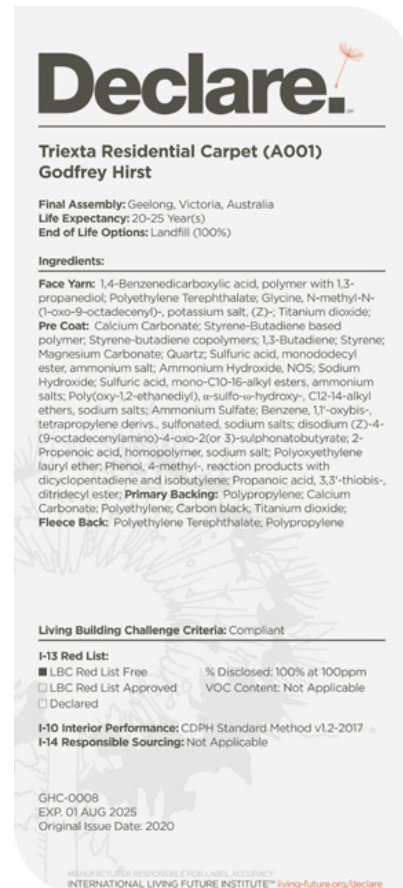 Declare.
Triexta Residential Carpet (A001)
Godfrey Hirst
Final Assembly: Geelong, Victoria, Australia
Life Expectancy: 20-25 Year(s)
End of Life Options: Landfill (100%)
Ingredients:
Face Yarn: 1,4-Benzenedicarboxylic acid, polymer with 1,3-
propanediol; Polyethylene Terephthalate; Glycine, N-methyl-N-
(1-oxo-9-octadecenyl)-, potassium salt, (Z)-; Titanium dioxide;
Pre Coat: Calcium Carbonate; Styrene-Butadiene based
polymer; Styrene-butadiene copolymers; 1,3-Butadiene; Styrene;
Magnesium Carbonate; Quartz; Sulfuric acid, monododecyl
ester, ammonium salt; Ammonium Hydroxide, NOS; Sodium
Hydroxide; Sulfuric acid, mono-C10-16-alkyl esters, ammonium
salts; Poly(oxy-1,2-ethanediyl), α-sulfo-ω-hydroxy-, C12-14-alkyl
ethers, sodium salts; Ammonium Sulfate; Benzene, 1,1'-oxybis-,
tetrapropylene derivs., sulfonated, sodium salts; disodium (Z)-4-
(9-octadecenylamino)-4-oxo-2(or 3)-sulphonatobutyrate; 2-
Propenoic acid, homopolymer, sodium salt; Polyoxyethylene
lauryl ether; Phenol, 4-methyl-, reaction products with
dicyclopentadiene and isobutylene; Propanoic acid, 3,3'-thiobis-,
ditridecyl ester; Primary Backing: Polypropylene; Calcium
Carbonate; Polyethylene; Carbon black; Titanium dioxide;
Fleece Back: Polyethylene Terephthalate; Polypropylene
Living Building Challenge Criteria: Compliant
I-13 Red List:
■ LBC Red List Free % Disclosed: 100% at 100ppm
□ LBC Red List Approved VOC Content: Not Applicable
□ Declared
I-10 Interior Performance: CDPH Standard Method v1.2-2017
I-14 Responsible Sourcing: Not Applicable
GHC-0008
EXP. 01 AUG 2025
Original Issue Date: 2020
MANUFACTURER RESPONSIBLE FOR LABEL ACCURACY
INTERNATIONAL LIVING FUTURE INSTITUTE™ living-future.org/declare